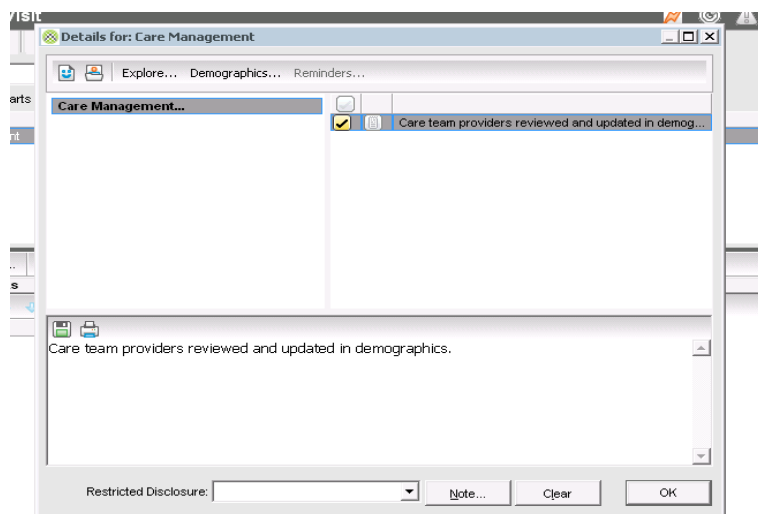 Visit
Details for: Care Management
Explore... Demographics... Reminders...
arts
Care Management...
nt
Care team providers reviewed and updated in demog...
..
s
Care team providers reviewed and updated in demographics.
Restricted Disclosure:
Note...
Clear
OK